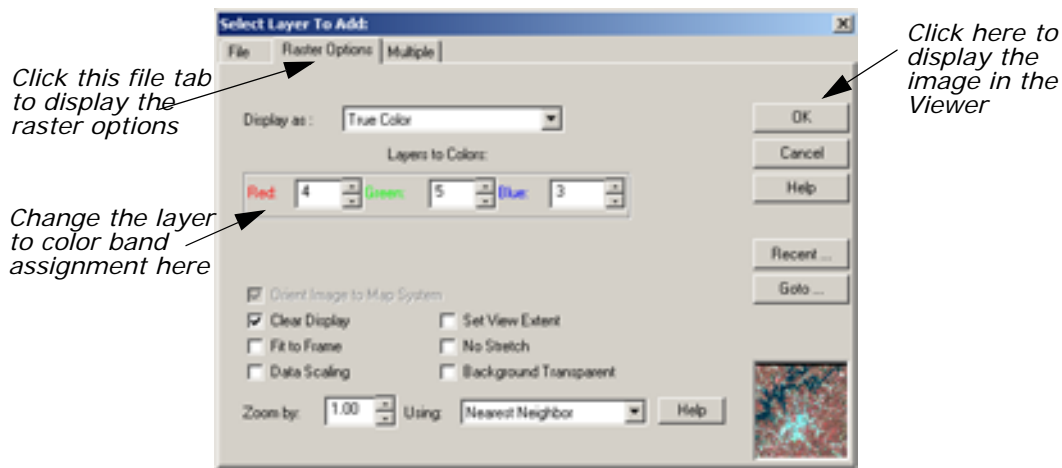 Select Layer To Add:
File
Raster Options
Multiple
Click this file tab
to display the
raster options
Click here to
display the
image in the
Viewer
Display as :
True Color
OK
Layers to Colors:
Cancel
Red:
4
Green:
5
Blue:
3
Help
Change the layer
to color band
assignment here
Recent ...
Goto ...
Orient Image to Map System
Clear Display
Set View Extent
Fit to Frame
No Stretch
Data Scaling
Background Transparent
Zoom by:
1.00
Using:
Nearest Neighbor
Help